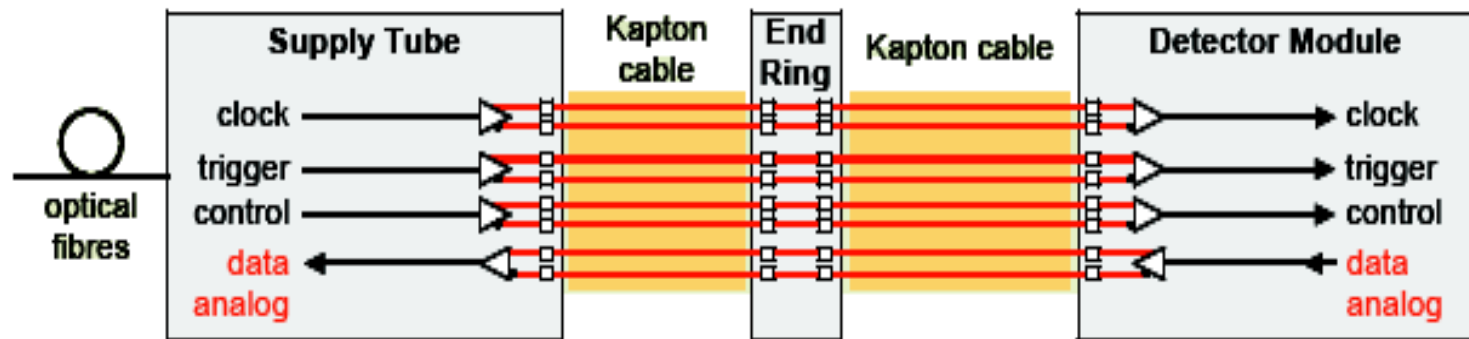 Supply Tube
Kapton
cable
End
Ring
Kapton cable
Detector Module
clock
trigger
control
data
analog
optical
fibres
clock
trigger
control
data
analog